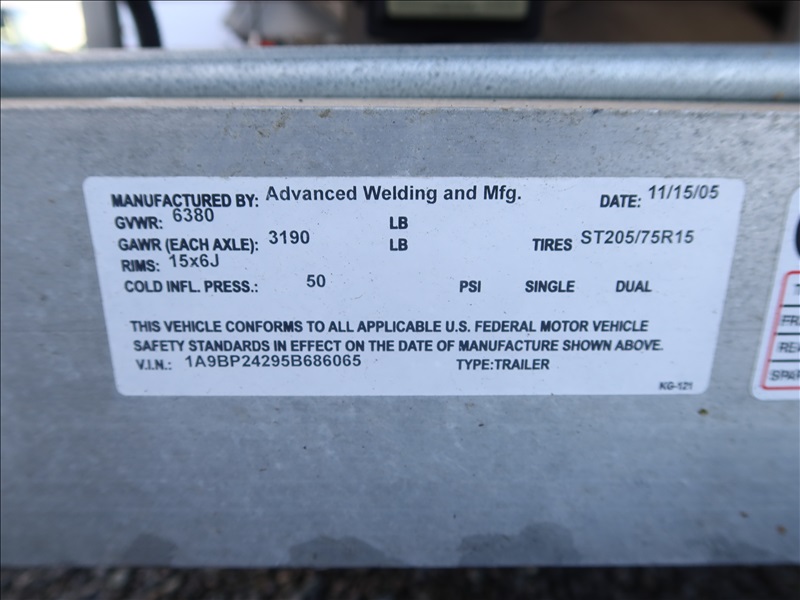 MANUFACTURED BY: Advanced Welding and Mfg. DATE: 11/15/05
GVWR: 6380 LB
GAWR (EACH AXLE): 3190 LB TIRES ST205/75R15
RIMS: 15x6J
COLD INFL. PRESS.: 50 PSI SINGLE DUAL
THIS VEHICLE CONFORMS TO ALL APPLICABLE U.S. FEDERAL MOTOR VEHICLE
SAFETY STANDARDS IN EFFECT ON THE DATE OF MANUFACTURE SHOWN ABOVE.
V.I.N.: 1A9BP24295B686065 TYPE:TRAILER
KG-121